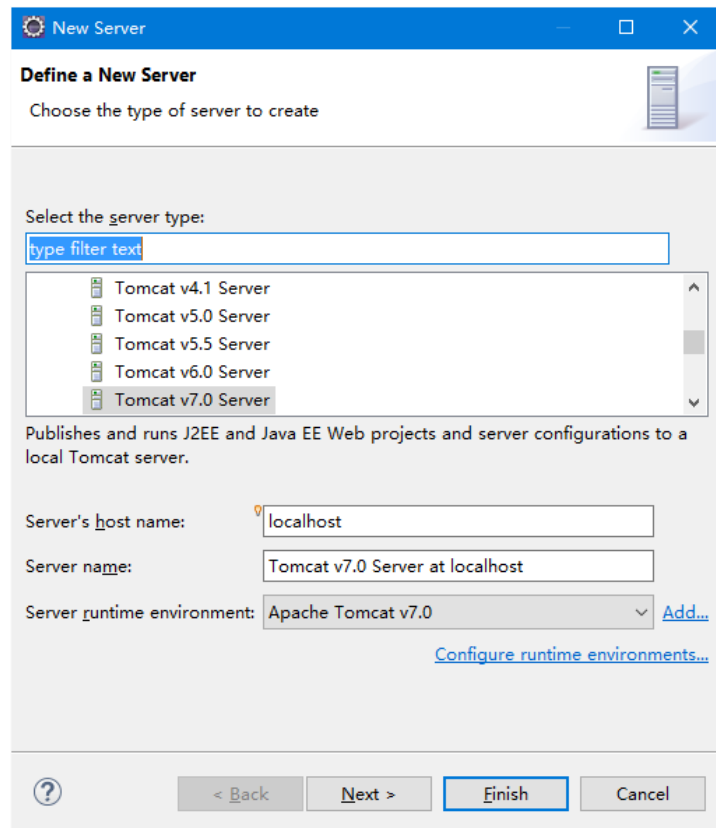 New Server
Define a New Server
Choose the type of server to create
Select the server type:
type filter text
Tomcat v4.1 Server
Tomcat v5.0 Server
Tomcat v5.5 Server
Tomcat v6.0 Server
Tomcat v7.0 Server
Publishes and runs J2EE and Java EE Web projects and server configurations to a
local Tomcat server.
Server's host name: localhost
Server name: Tomcat v7.0 Server at localhost
Server runtime environment: Apache Tomcat v7.0 Add...
Configure runtime environments...
? < Back Next > Finish Cancel